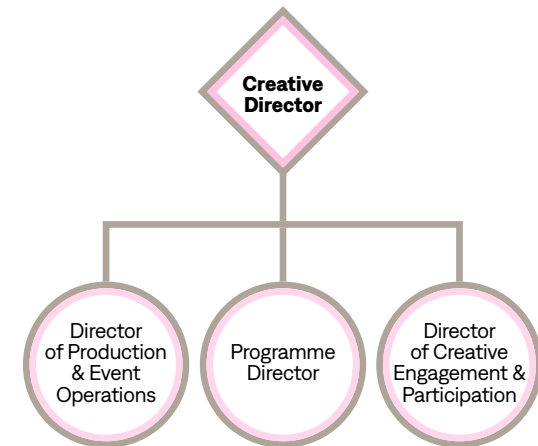 Creative
Director
Director
of Production
& Event
Operations
Programme
Director
Director
of Creative
Engagement &
Participation